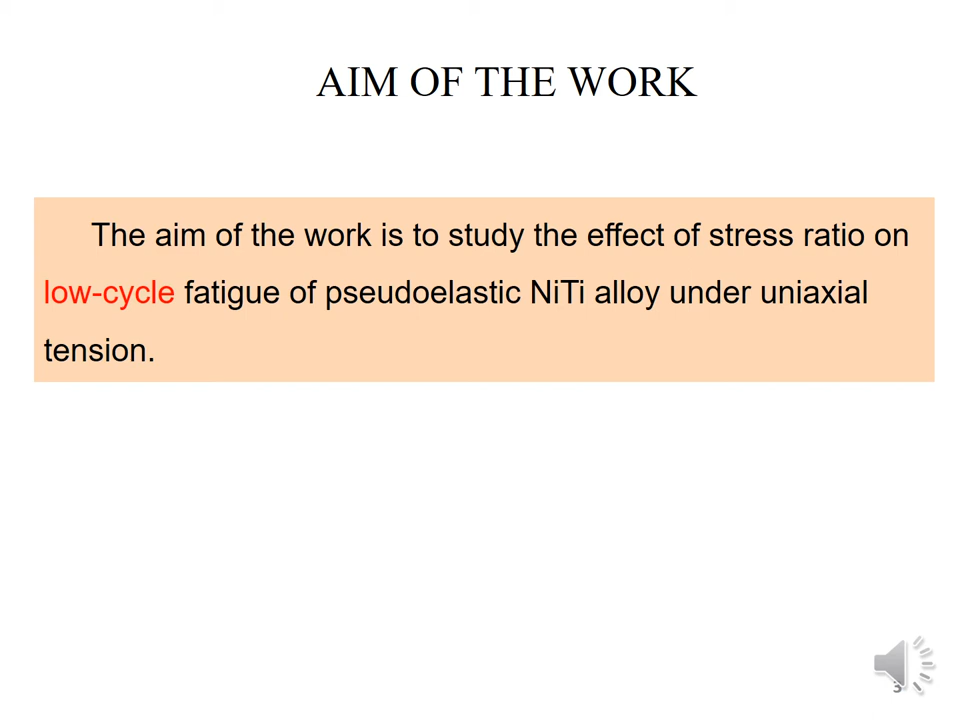 AIM OF THE WORK
The aim of the work is to study the effect of stress ratio on
low-cycle fatigue of pseudoelastic NiTi alloy under uniaxial
tension.